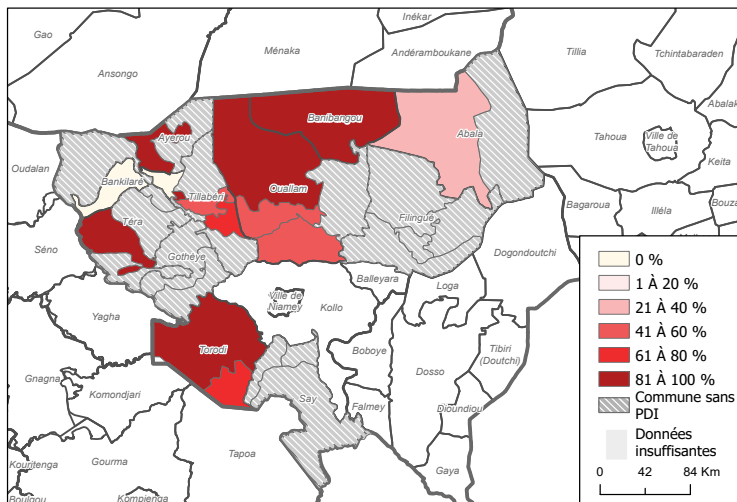 Gao
Ménaka
Inékar
Andéramboukane
Tillia
Tchintabaraden
Ansongo
Abalak
Banibangou
Ayerou
Abala
Tahoua
Ville de
Tahoua
Keita
Oudalan
Bankilaré
Tillabéri
Ouallam
Bagaroua
Illéla
Bouza
Téra
Filingué
Séno
Gothèye
Dogondoutchi
Balleyara
Loga
Ville de
Niamey
Kollo
Yagha
Torodi
Boboye
Tibiri
(Doutchi)
Dosso
Gnagna
Komondjari
Say
Falmey
Dioundiou
Tapoa
Gourma
Kouritenga
Gaya
Boulgou
Kompienga
0 %
1 À 20 %
21 À 40 %
41 À 60 %
61 À 80 %
81 À 100 %
Commune sans
PDI
Données
insuffisantes
0 42 84 Km